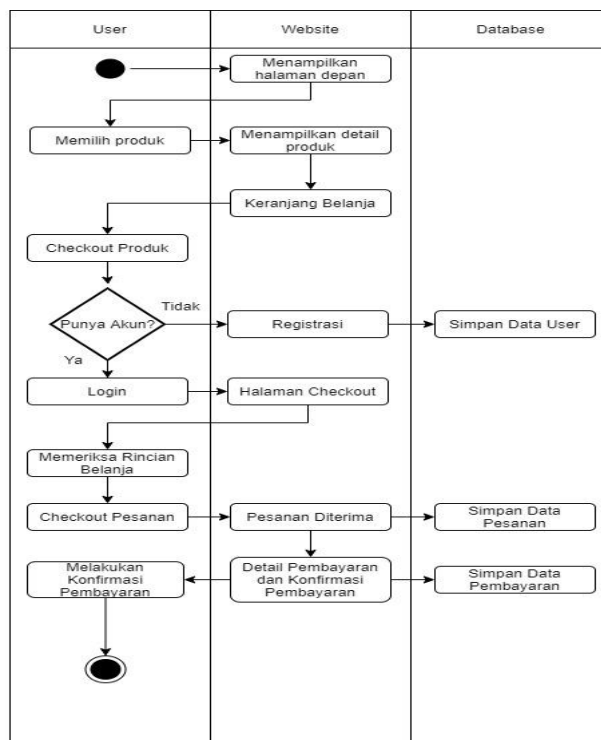 User
Website
Database
Menampilkan
halaman depan
Memilih produk
Menampilkan detail
produk
Keranjang Belanja
Checkout Produk
Tidak
Punya Akun?
Registrasi
Simpan Data User
Ya
Login
Halaman Checkout
Memeriksa Rincian
Belanja
Checkout Pesanan
Pesanan Diterima
Simpan Data
Pesanan
Melakukan
Konfirmasi
Pembayaran
Detail Pembayaran
dan Konfirmasi
Pembayaran
Simpan Data
Pembayaran